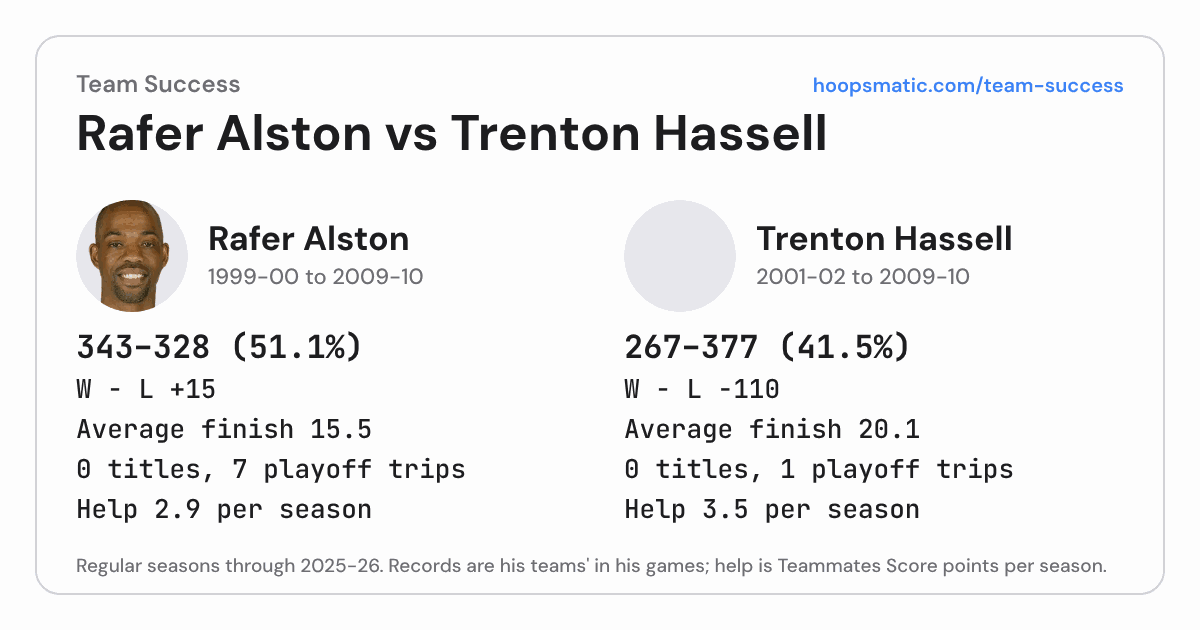 Team Success
hoopsmatic.com/team-success
Rafer Alston vs Trenton Hassell
Rafer Alston
1999-00 to 2009-10
343-328 (51.1%)
W - L +15
Average finish 15.5
0 titles, 7 playoff trips
Help 2.9 per season
Trenton Hassell
2001-02 to 2009-10
267-377 (41.5%)
W - L -110
Average finish 20.1
0 titles, 1 playoff trips
Help 3.5 per season
Regular seasons through 2025-26. Records are his teams' in his games; help is Teammates Score points per season.